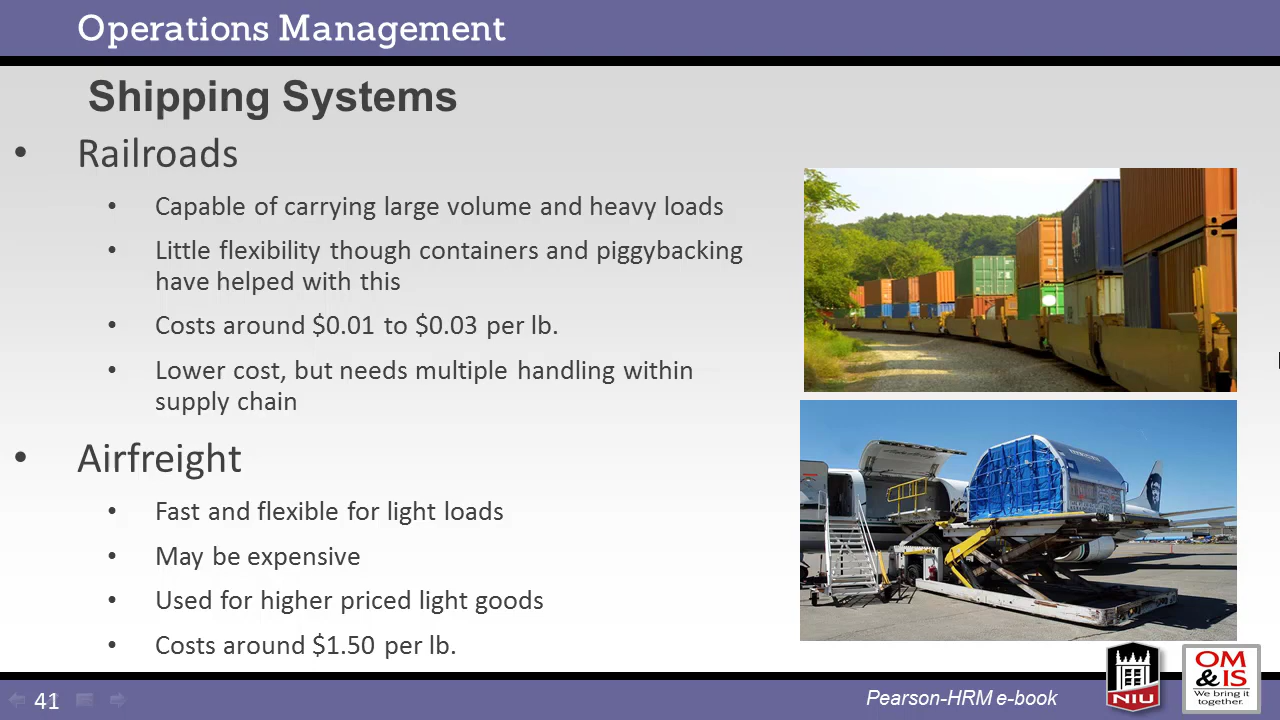 Operations Management
Shipping Systems
• Railroads
• Capable of carrying large volume and heavy loads
• Little flexibility though containers and piggybacking
have helped with this
• Costs around $0.01 to $0.03 per lb.
• Lower cost, but needs multiple handling within
supply chain
• Airfreight
• Fast and flexible for light loads
• May be expensive
• Used for higher priced light goods
• Costs around $1.50 per lb.
41
Pearson-HRM e-book
NIU
OM
& IS
We bring it
together.